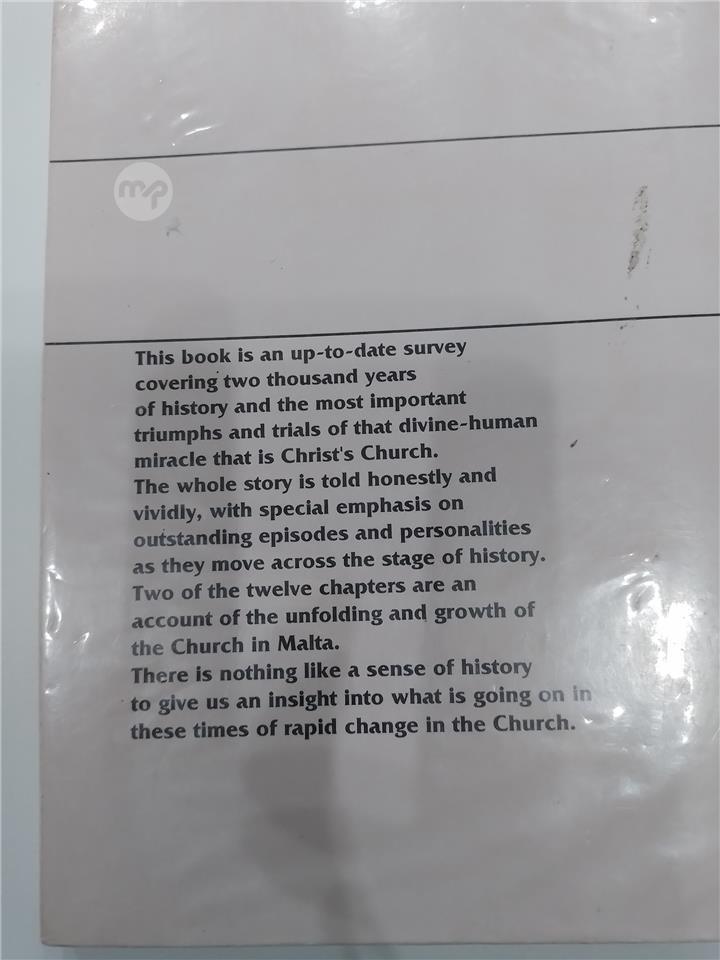 mp
This book is an up-to-date survey
covering two thousand years
of history and the most important
triumphs and trials of that divine-human
miracle that is Christ's Church.
The whole story is told honestly and
vividly, with special emphasis on
outstanding episodes and personalities
as they move across the stage of history.
Two of the twelve chapters are an
account of the unfolding and growth of
the Church in Malta.
There is nothing like a sense of history
to give us an insight into what is going on in
these times of rapid change in the Church.